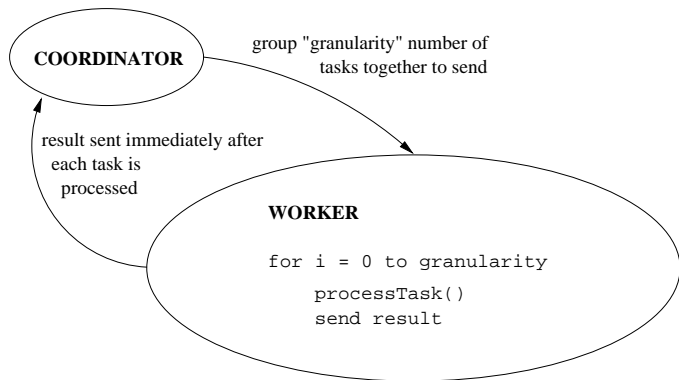 COORDINATOR
group "granularity" number of
tasks together to send
result sent immediately after
each task is
processed
WORKER
for i = 0 to granularity
processTask()
send result